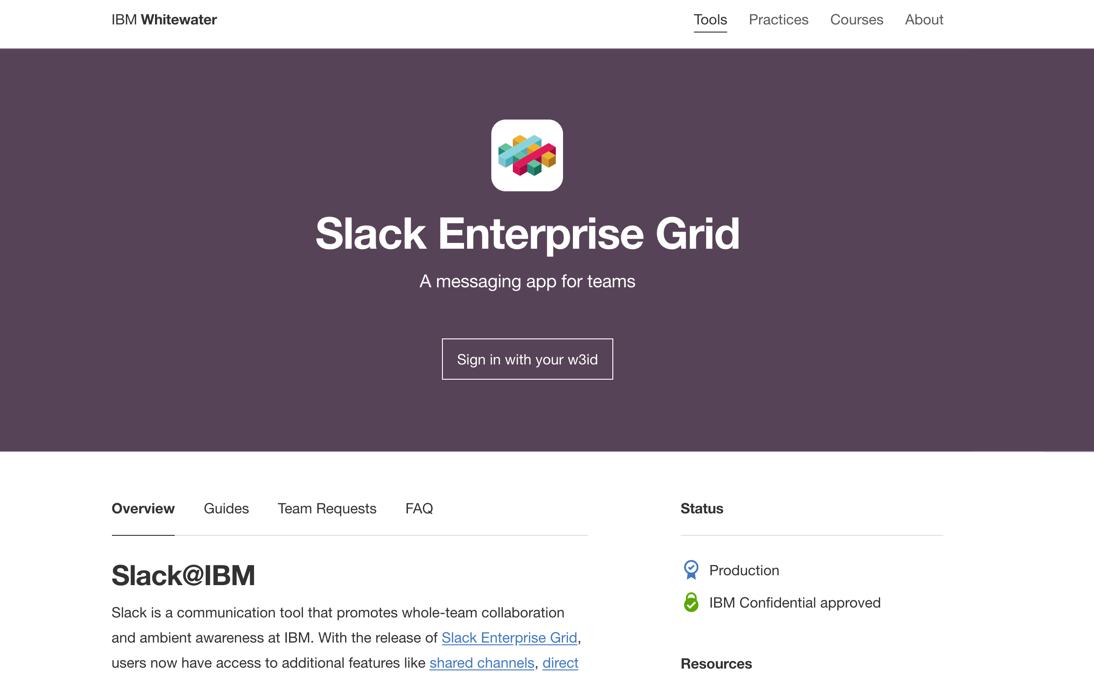 IBM Whitewater
Tools Practices Courses About
Slack Enterprise Grid
A messaging app for teams
Sign in with your w3id
Overview Guides Team Requests FAQ
Slack@IBM
Slack is a communication tool that promotes whole-team collaboration
and ambient awareness at IBM. With the release of Slack Enterprise Grid,
users now have access to additional features like shared channels, direct
Status
Production
IBM Confidential approved
Resources